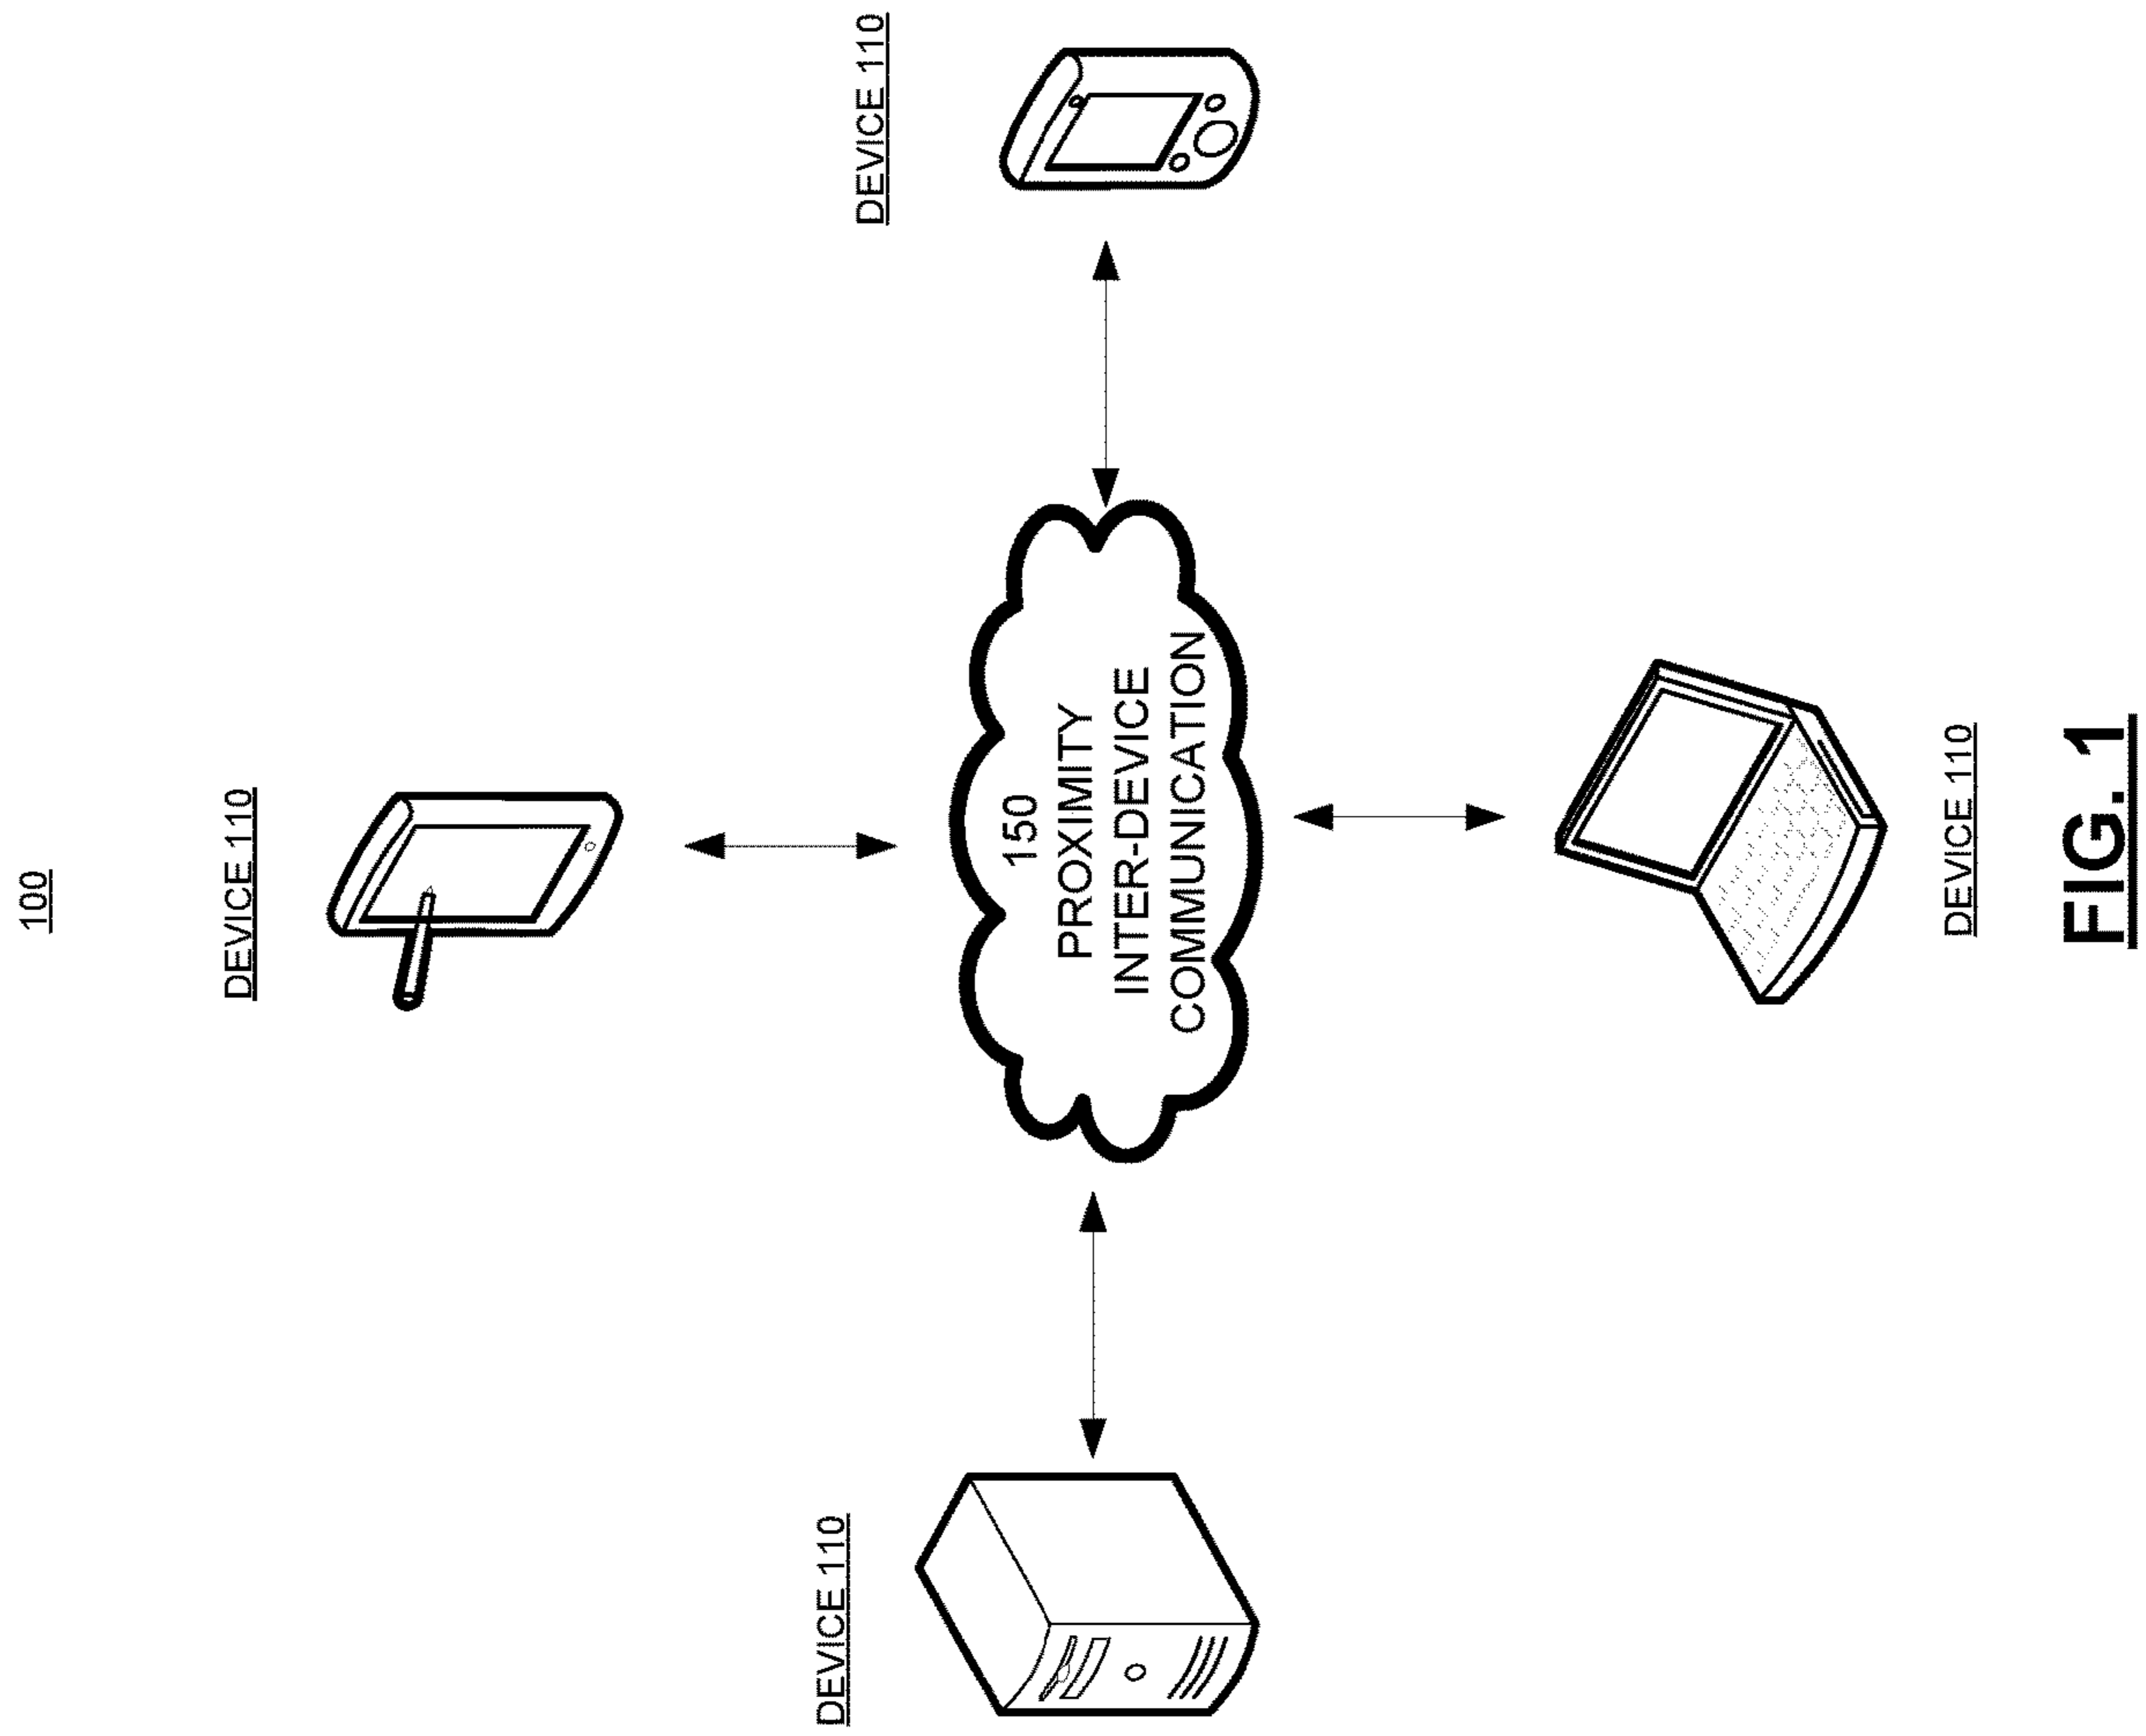 100
DEVICE 110
DEVICE 110
DEVICE 110
150
PROXIMITY
INTER-DEVICE
COMMUNICATION
DEVICE 110
FIG. 1